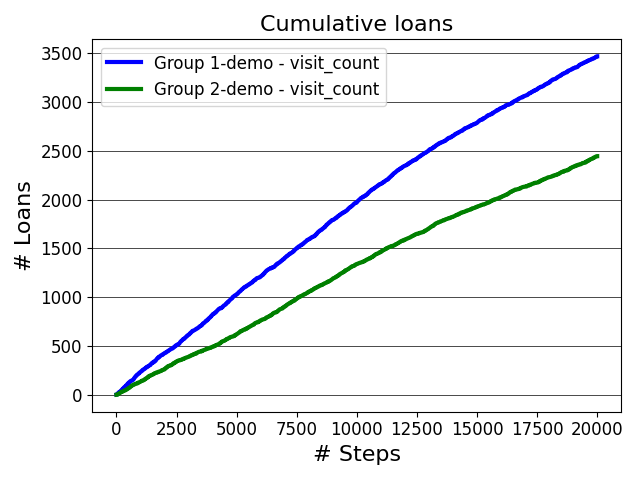 Cumulative loans
Group 1-demo - visit_count
Group 2-demo - visit_count
# Loans
3500
3000
2500
2000
1500
1000
500
0
0 2500 5000 7500 10000 12500 15000 17500 20000
# Steps